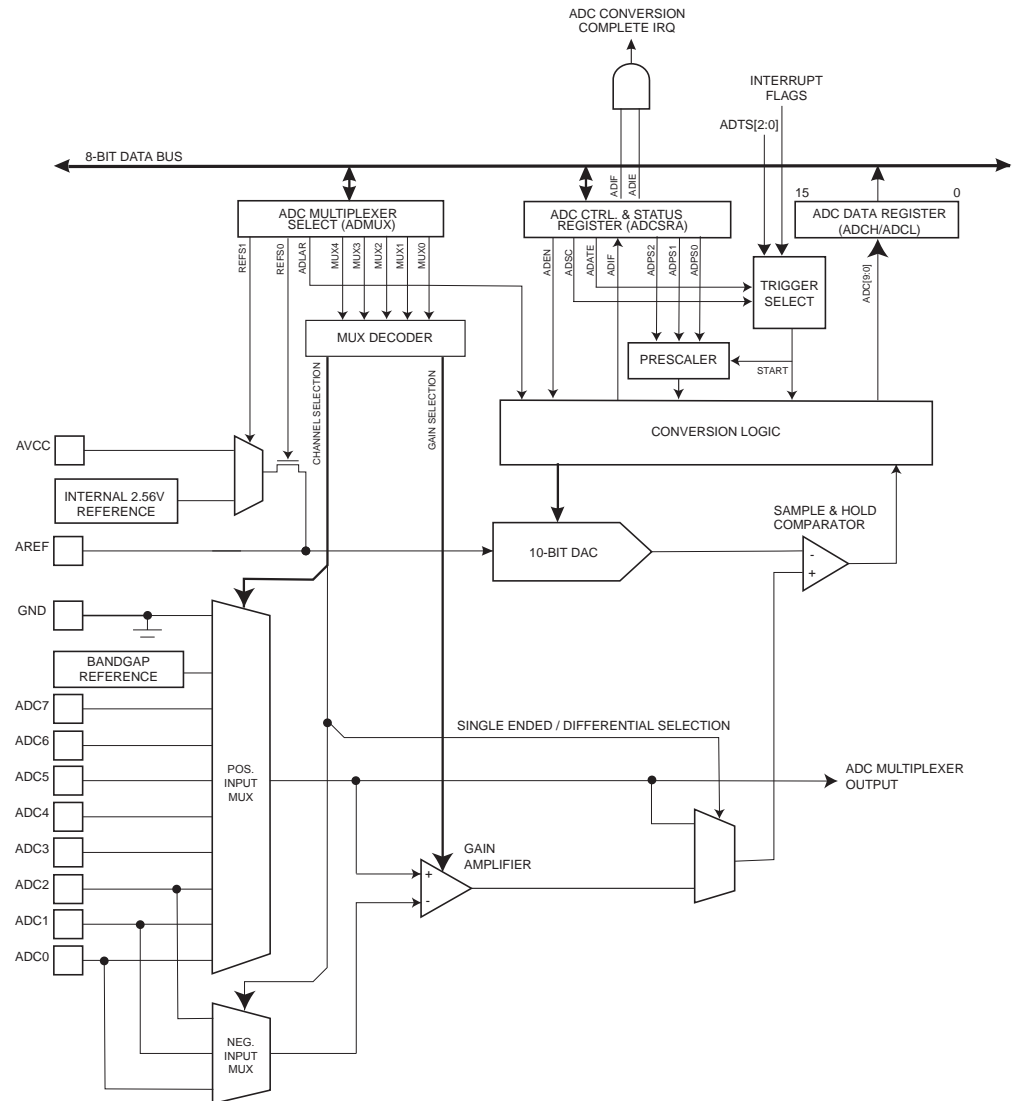 ADC CONVERSION
COMPLETE IRQ
INTERRUPT
FLAGS
ADTS[2:0]
8-BIT DATA BUS
ADIF
ADIE
15
0
ADC MULTIPLEXER
SELECT (ADMUX)
ADC CTRL. & STATUS
REGISTER (ADCSRA)
ADC DATA REGISTER
(ADCH/ADCL)
REFS1
REFS0
ADLAR
MUX4
MUX3
MUX2
MUX1
MUX0
ADEN
ADSC
ADATE
ADIF
ADPS2
ADPS1
ADPS0
TRIGGER
SELECT
ADC[9:0]
MUX DECODER
PRESCALER
START
CHANNEL SELECTION
GAIN SELECTION
CONVERSION LOGIC
AVCC
INTERNAL 2.56V
REFERENCE
SAMPLE & HOLD
COMPARATOR
AREF
10-BIT DAC
-
+
GND
BANDGAP
REFERENCE
ADC7
SINGLE ENDED / DIFFERENTIAL SELECTION
ADC6
ADC5
POS.
INPUT
MUX
ADC MULTIPLEXER
OUTPUT
ADC4
ADC3
GAIN
AMPLIFIER
+
-
ADC2
ADC1
ADC0
NEG.
INPUT
MUX